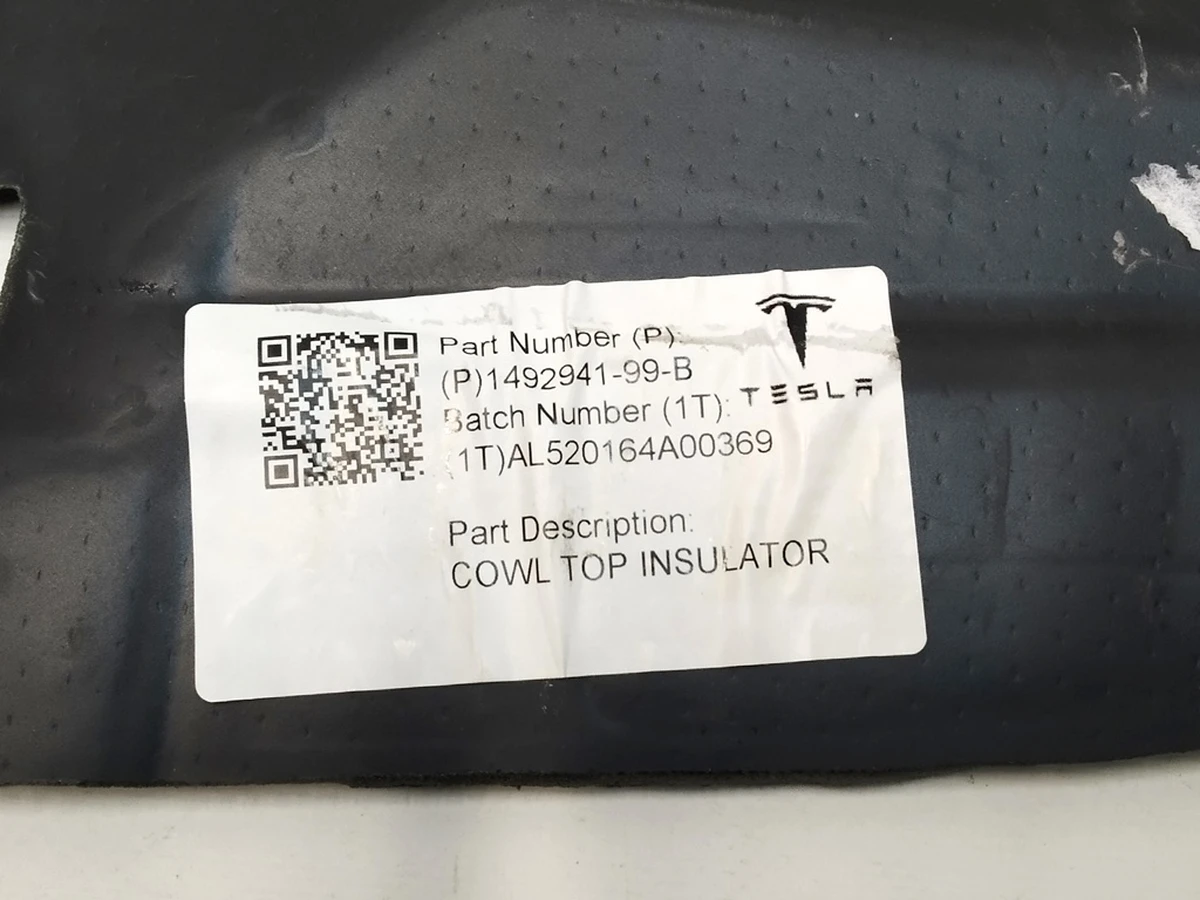 Part Number (P):
(P)1492941-99-B
Batch Number (1T):
(1T)AL520164A00369
TESLA
Part Description:
COWL TOP INSULATOR